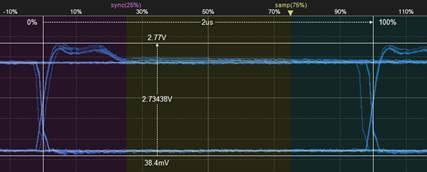 sync(25%) samp(75%)
-10% 10% 30% 50% 70% 90% 110%
0% 2us 100%
2.77V
2.73438V
38.4mV